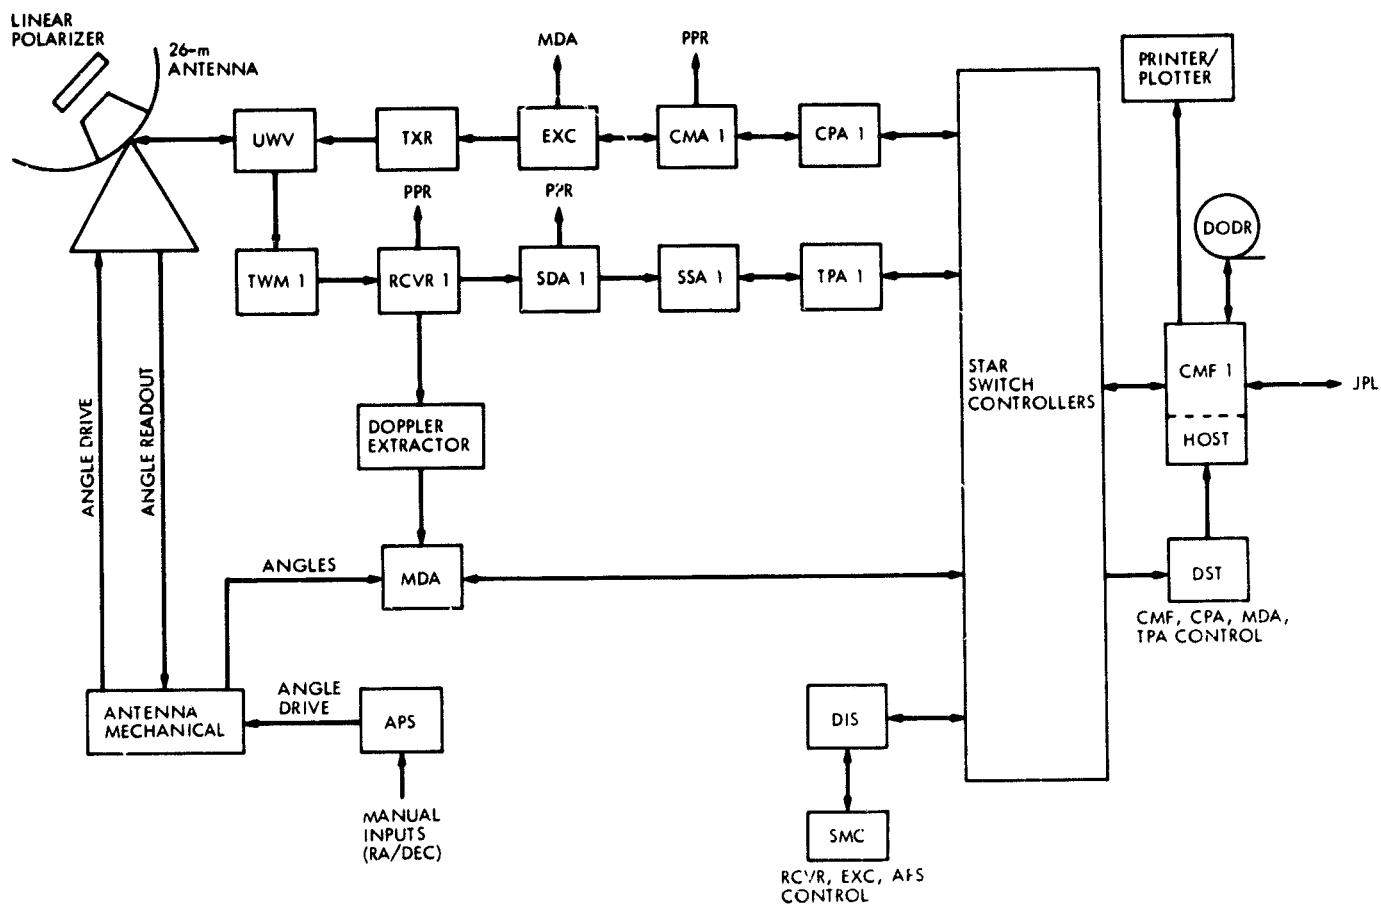 LINEAR
POLARIZER
26-m
ANTENNA
MDA
PPR
PRINTER/
PLOTTER
UWV
TXR
EXC
CMA 1
CPA 1
PPR
DODR
TWM 1
RCVR 1
SDA 1
SSA 1
TPA 1
STAR
SWITCH
CONTROLLERS
CMF 1
JPL
HOST
ANGLE DRIVE
ANGLE READOUT
DOPPLER
EXTRACTOR
ANGLES
MDA
DST
CMF, CPA, MDA,
TPA CONTROL
ANTENNA
MECHANICAL
ANGLE
DRIVE
APS
DIS
MANUAL
INPUTS
(RA/DEC)
SMC
RCVR, EXC,
CONTROL